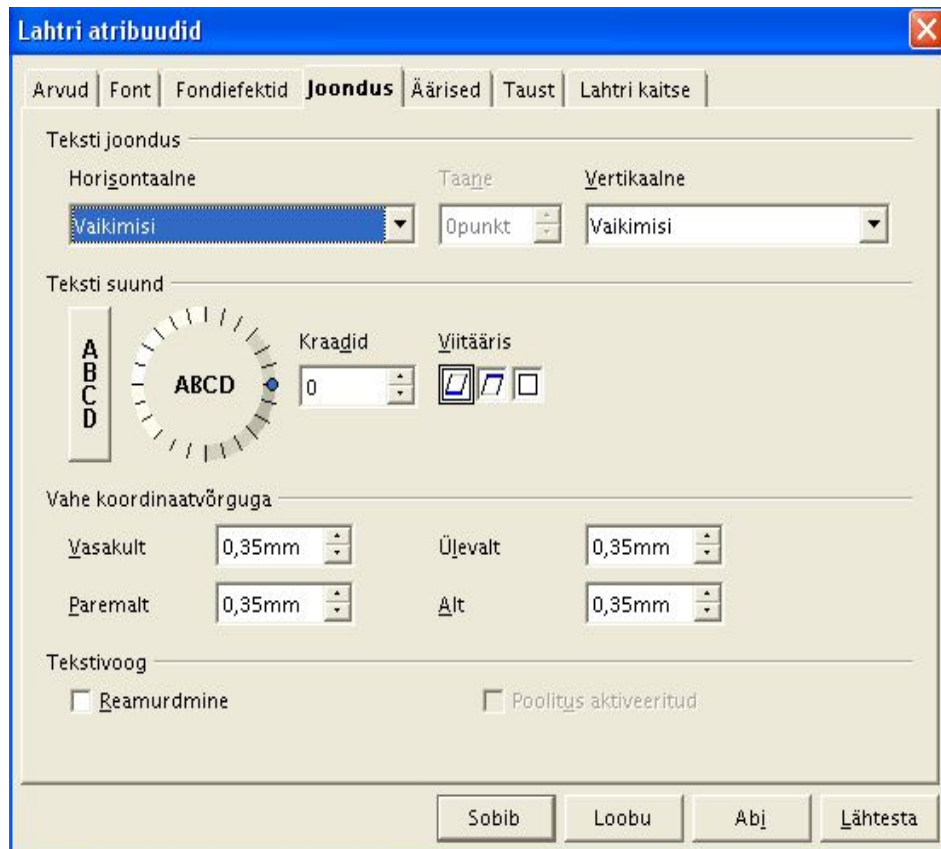 Lahtri atribuudid
Arvud Font Fondiefektid Joondus Äärised Taust Lahtri kaitse
Teksti joondus
Horisontaalne Taane Vertikaalne
Vaikimisi 0punkt Vaikimisi
Teksti suund
ABCD ABCD Kraadid Viitääris
0
Vahe koordinaatvõrguga
Vasakult 0,35mm Ülevalt 0,35mm
Paremalt 0,35mm Alt 0,35mm
Tekstivoog
Reamurdmine Poolitus aktiveeritud
Sobib Loobu Abi Lähtesta